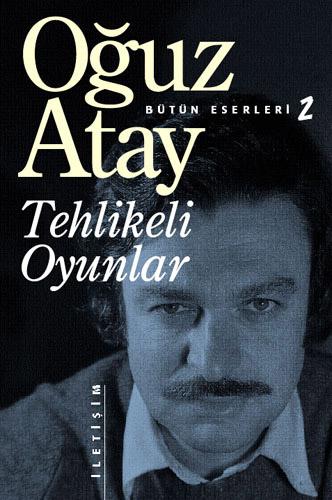 Oğuz
BÜTÜN ESERLERİ 2
Atay
Tehlikeli
Oyunlar
İLETİŞİM